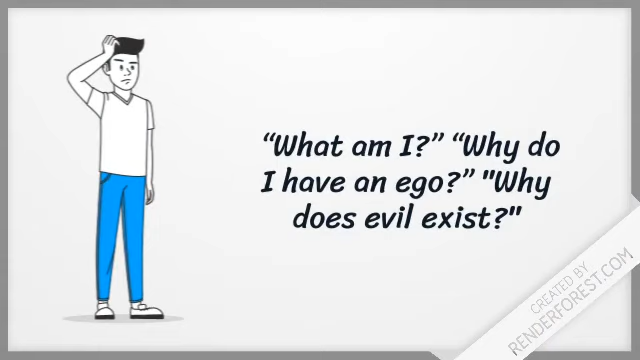 “What am I?” “Why do
I have an ego?” "Why
does evil exist?"
CREATED BY
RENDERFOREST.COM